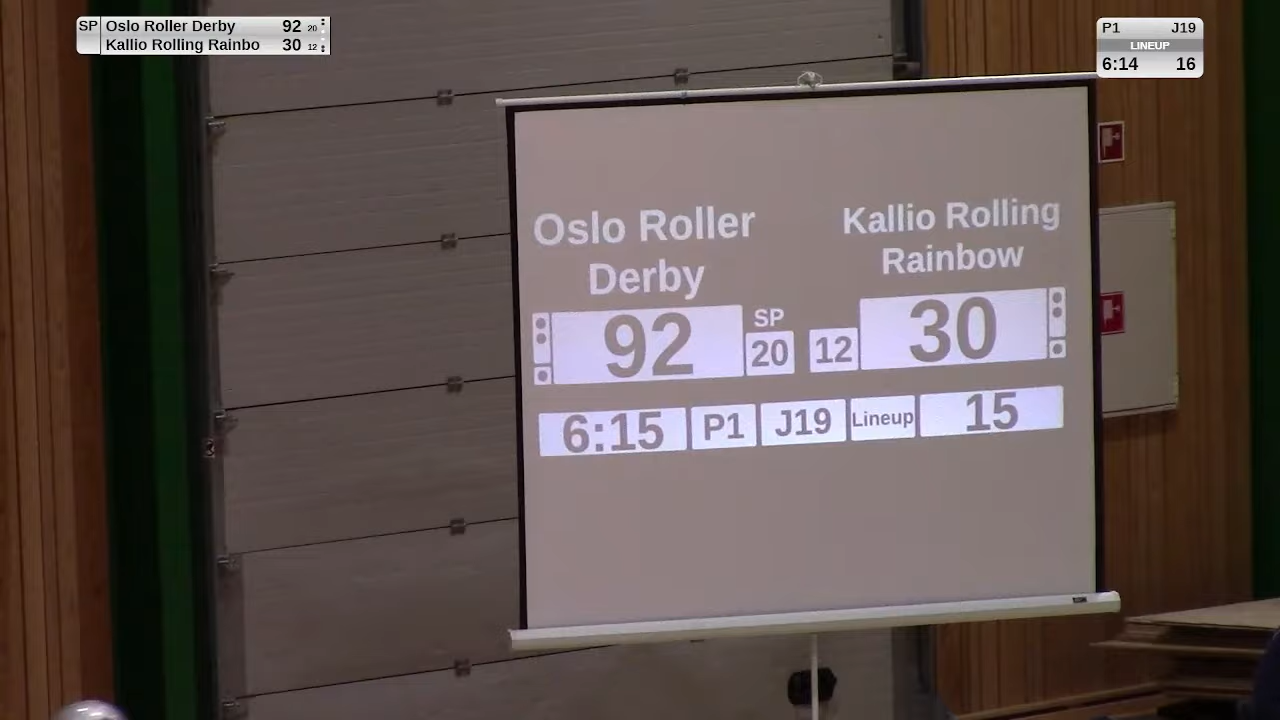 SP Oslo Roller Derby 92 20
Kallio Rolling Rainbo 30 12
P1 J19
LINEUP
6:14 16
Oslo Roller Derby
Kallio Rolling Rainbow
92 SP 20 12 30
6:15 P1 J19 Lineup 15